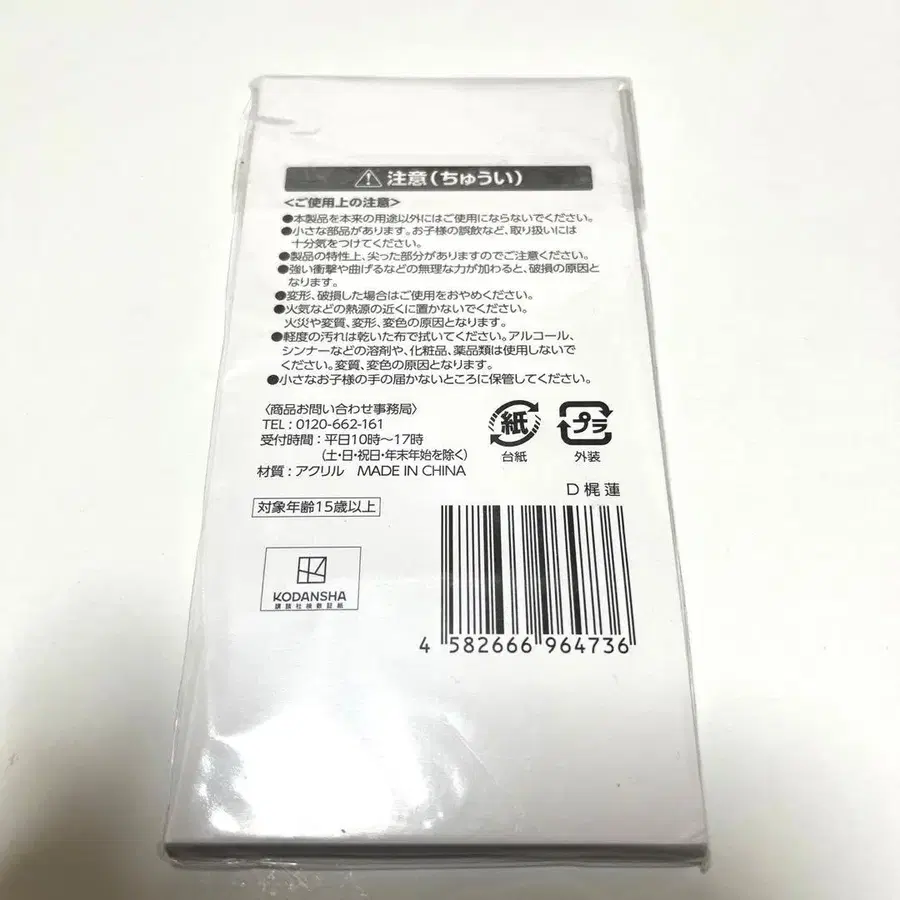 注意(ちゅうい)
<ご使用上の注意>
●本製品を本来の用途以外にはご使用にならないでください。
●小さな部品があります。お子様の誤飲など、取り扱いには
十分気をつけてください。
●製品の特性上、尖った部分がありますのでご注意ください。
●強い衝撃や曲げるなどの無理な力が加わると、破損の原因と
なります。
●変形、破損した場合はご使用をおやめください。
●火気などの熱源の近くに置かないでください。
火災や変質、変形、変色の原因となります。
●軽度の汚れは乾いた布で拭いてください。アルコール、
シンナーなどの溶剤や、化粧品、薬品類は使用しないで
ください。変質、変色の原因となります。
●小さなお子様の手の届かないところに保管してください。
〈商品お問い合わせ事務局〉
TEL:0120-662-161
受付時間:平日10時〜17時
(土・日・祝日・年末年始を除く)
材質:アクリル MADE IN CHINA
紙
台紙
プラ
外装
D 梶蓮
対象年齢15歳以上
KODANSHA
講談社検数証紙
4 582666 964736